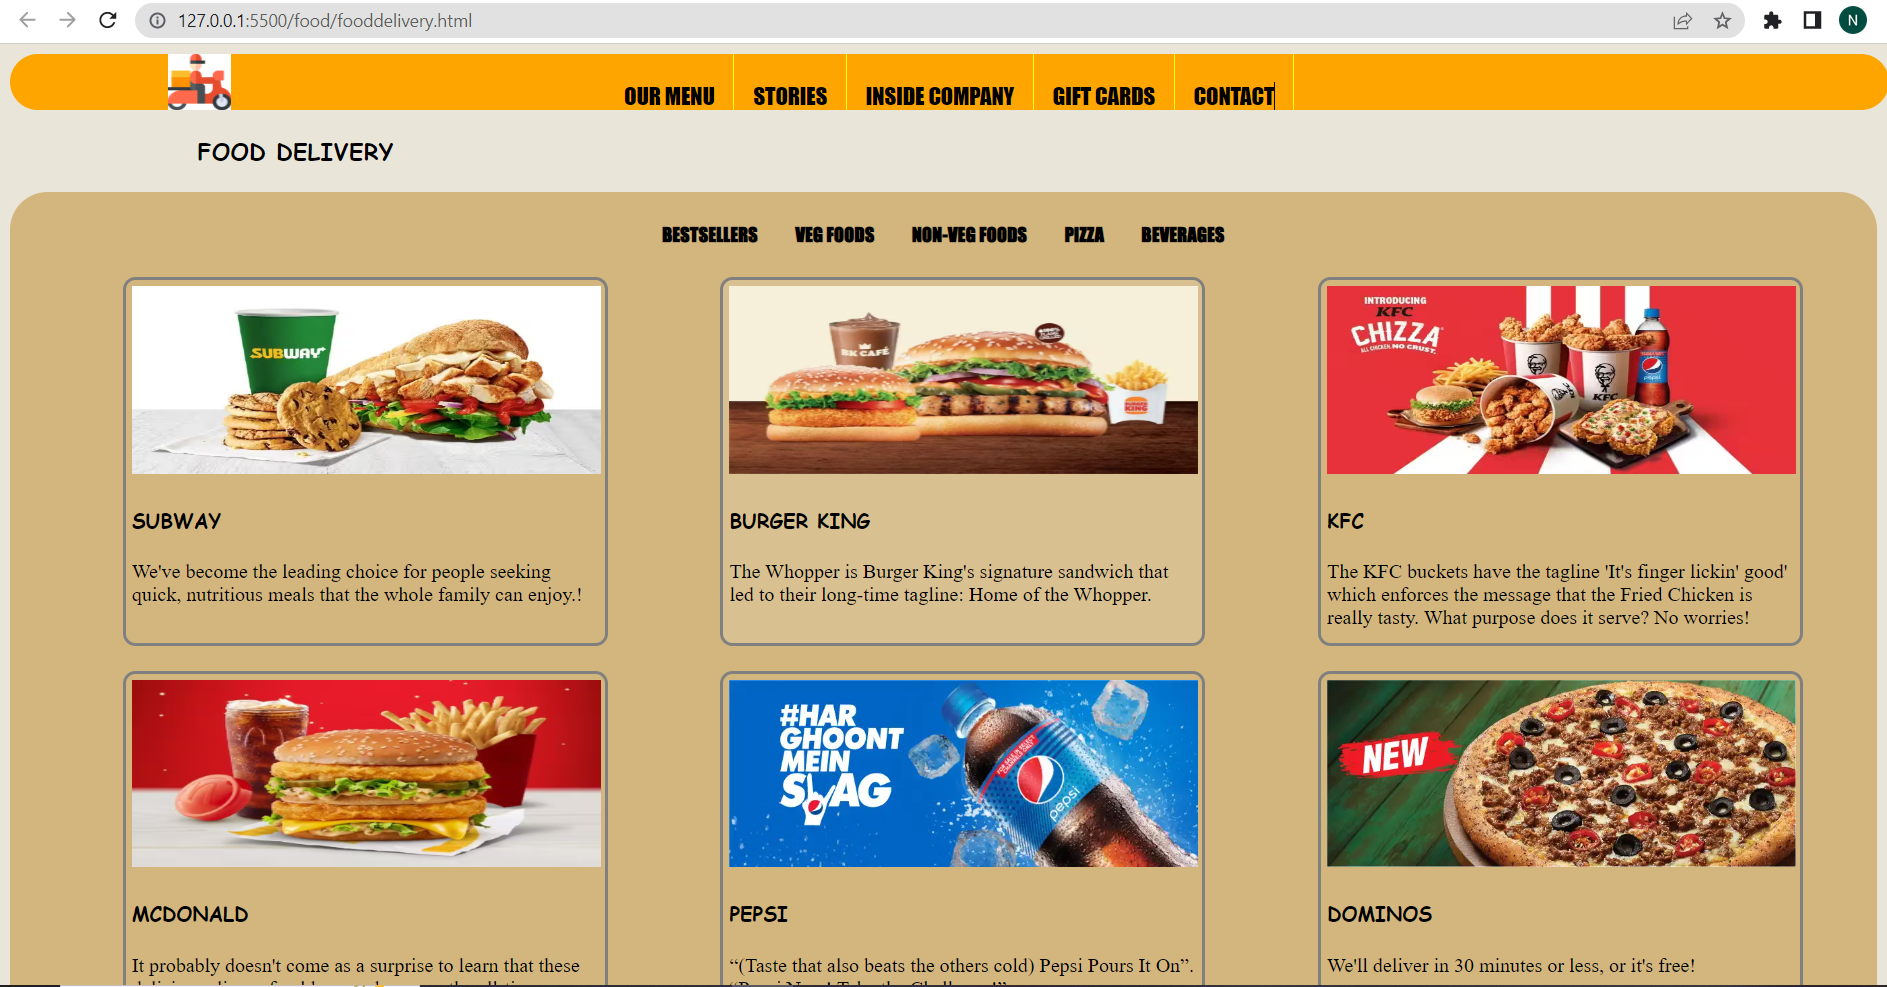 127.0.0.1:5500/food/fooddelivery.html
N
OUR MENU STORIES INSIDE COMPANY GIFT CARDS CONTACT
FOOD DELIVERY
BESTSELLERS VEG FOODS NON-VEG FOODS PIZZA BEVERAGES
SUBWAY
BK CAFÉ
BURGER KING
INTRODUCING
KFC
CHIZZA
ALL CHICKEN. NO CRUST.
KFC
pepsi
SUBWAY
We've become the leading choice for people seeking
quick, nutritious meals that the whole family can enjoy.!
BURGER KING
The Whopper is Burger King's signature sandwich that
led to their long-time tagline: Home of the Whopper.
KFC
The KFC buckets have the tagline 'It's finger lickin' good'
which enforces the message that the Fried Chicken is
really tasty. What purpose does it serve? No worries!
#HAR
GHOONT
MEIN
SWAG
pepsi
NEW
MCDONALD
It probably doesn't come as a surprise to learn that these
PEPSI
“(Taste that also beats the others cold) Pepsi Pours It On”.
DOMINOS
We'll deliver in 30 minutes or less, or it's free!